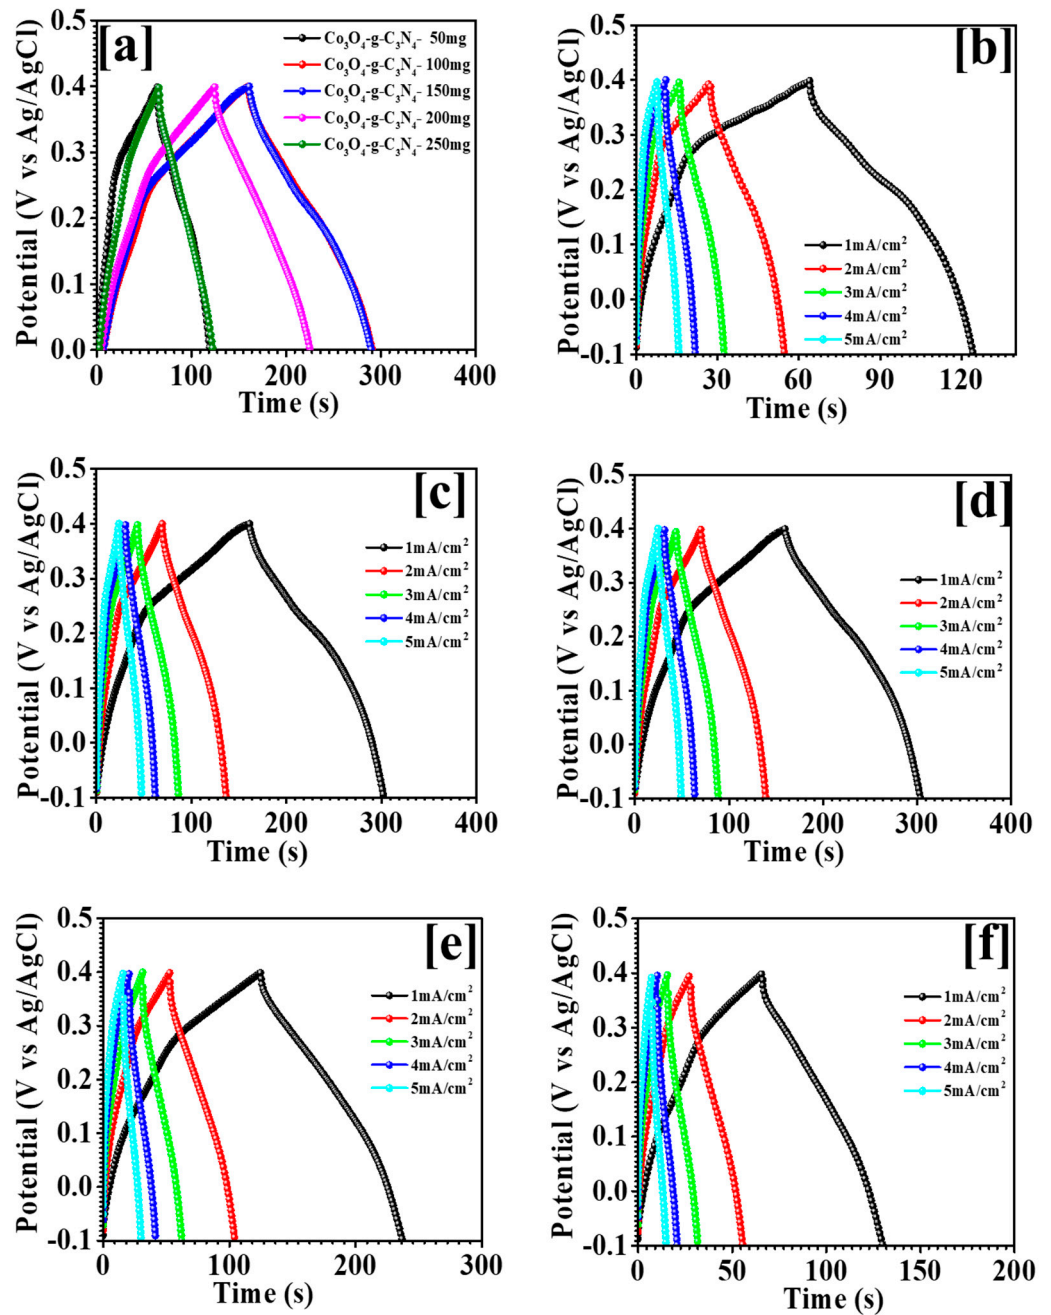 [a]
Co₃O₄-g-C₃N₄- 50mg
Co₃O₄-g-C₃N₄- 100mg
Co₃O₄-g-C₃N₄- 150mg
Co₃O₄-g-C₃N₄- 200mg
Co₃O₄-g-C₃N₄- 250mg
Potential (V vs Ag/AgCl)
0.5
0.4
0.3
0.2
0.1
0.0
0 100 200 300 400
Time (s)
[b]
1mA/cm²
2mA/cm²
3mA/cm²
4mA/cm²
5mA/cm²
Potential (V vs Ag/AgCl)
0.5
0.4
0.3
0.2
0.1
0.0
-0.1
0 30 60 90 120
Time (s)
[c]
1mA/cm²
2mA/cm²
3mA/cm²
4mA/cm²
5mA/cm²
Potential (V vs Ag/AgCl)
0.5
0.4
0.3
0.2
0.1
0.0
-0.1
0 100 200 300 400
Time (s)
[d]
1mA/cm²
2mA/cm²
3mA/cm²
4mA/cm²
5mA/cm²
Potential (V vs Ag/AgCl)
0.5
0.4
0.3
0.2
0.1
0.0
-0.1
0 100 200 300 400
Time (s)
[e]
1mA/cm²
2mA/cm²
3mA/cm²
4mA/cm²
5mA/cm²
Potential (V vs Ag/AgCl)
0.5
0.4
0.3
0.2
0.1
0.0
-0.1
0 100 200 300
Time (s)
[f]
1mA/cm²
2mA/cm²
3mA/cm²
4mA/cm²
5mA/cm²
Potential (V vs Ag/AgCl)
0.5
0.4
0.3
0.2
0.1
0.0
-0.1
0 50 100 150 200
Time (s)